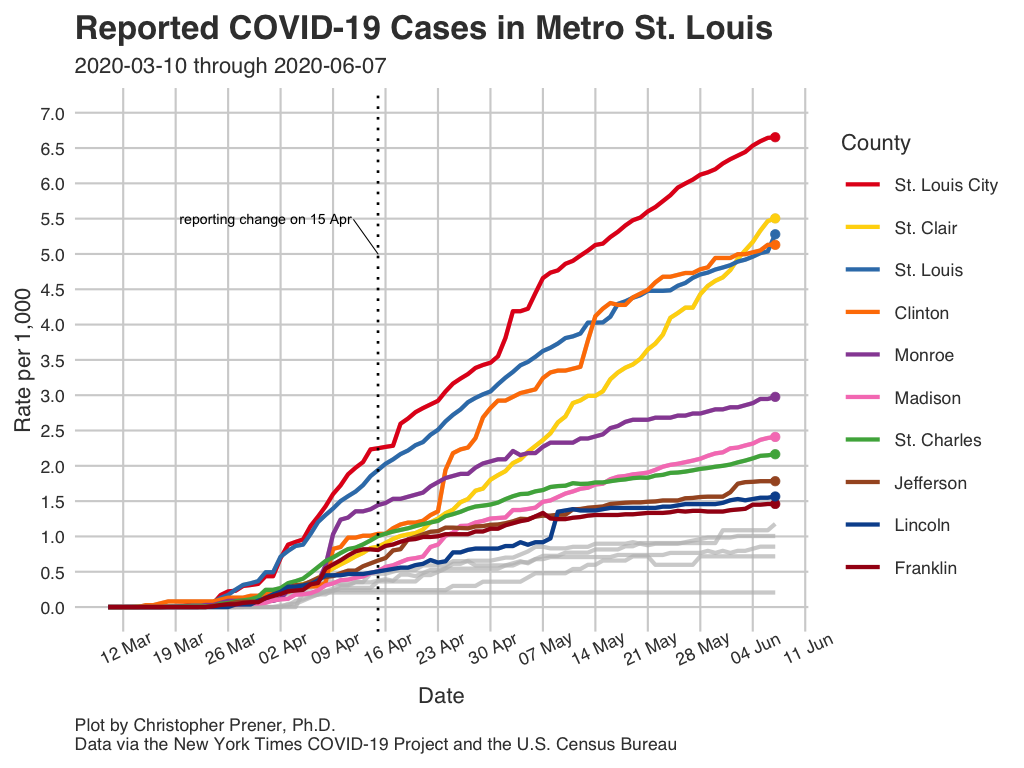 Reported COVID-19 Cases in Metro St. Louis
2020-03-10 through 2020-06-07
7.0
6.5
6.0
5.5
5.0
4.5
4.0
3.5
3.0
2.5
2.0
1.5
1.0
0.5
0.0
Rate per 1,000
reporting change on 15 Apr
12 Mar
19 Mar
26 Mar
02 Apr
09 Apr
16 Apr
23 Apr
30 Apr
07 May
14 May
21 May
28 May
04 Jun
11 Jun
Date
County
St. Louis City
St. Clair
St. Louis
Clinton
Monroe
Madison
St. Charles
Jefferson
Lincoln
Franklin
Plot by Christopher Prener, Ph.D.
Data via the New York Times COVID-19 Project and the U.S. Census Bureau